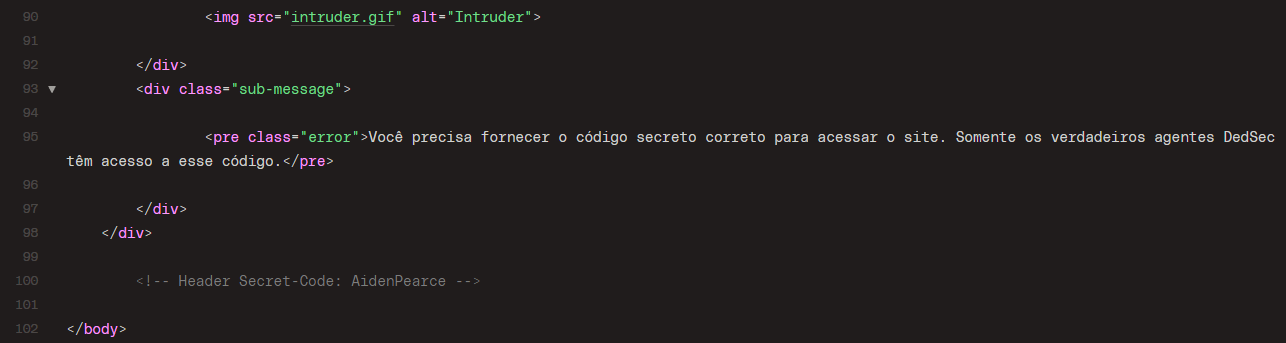 90 <img src="intruder.gif" alt="Intruder">
91
92 </div>
93 ▼ <div class="sub-message">
94
95 <pre class="error">Você precisa fornecer o código secreto correto para acessar o site. Somente os verdadeiros agentes DedSec
têm acesso a esse código.</pre>
96
97 </div>
98 </div>
99
100 <!-- Header Secret-Code: AidenPearce -->
101
102 </body>